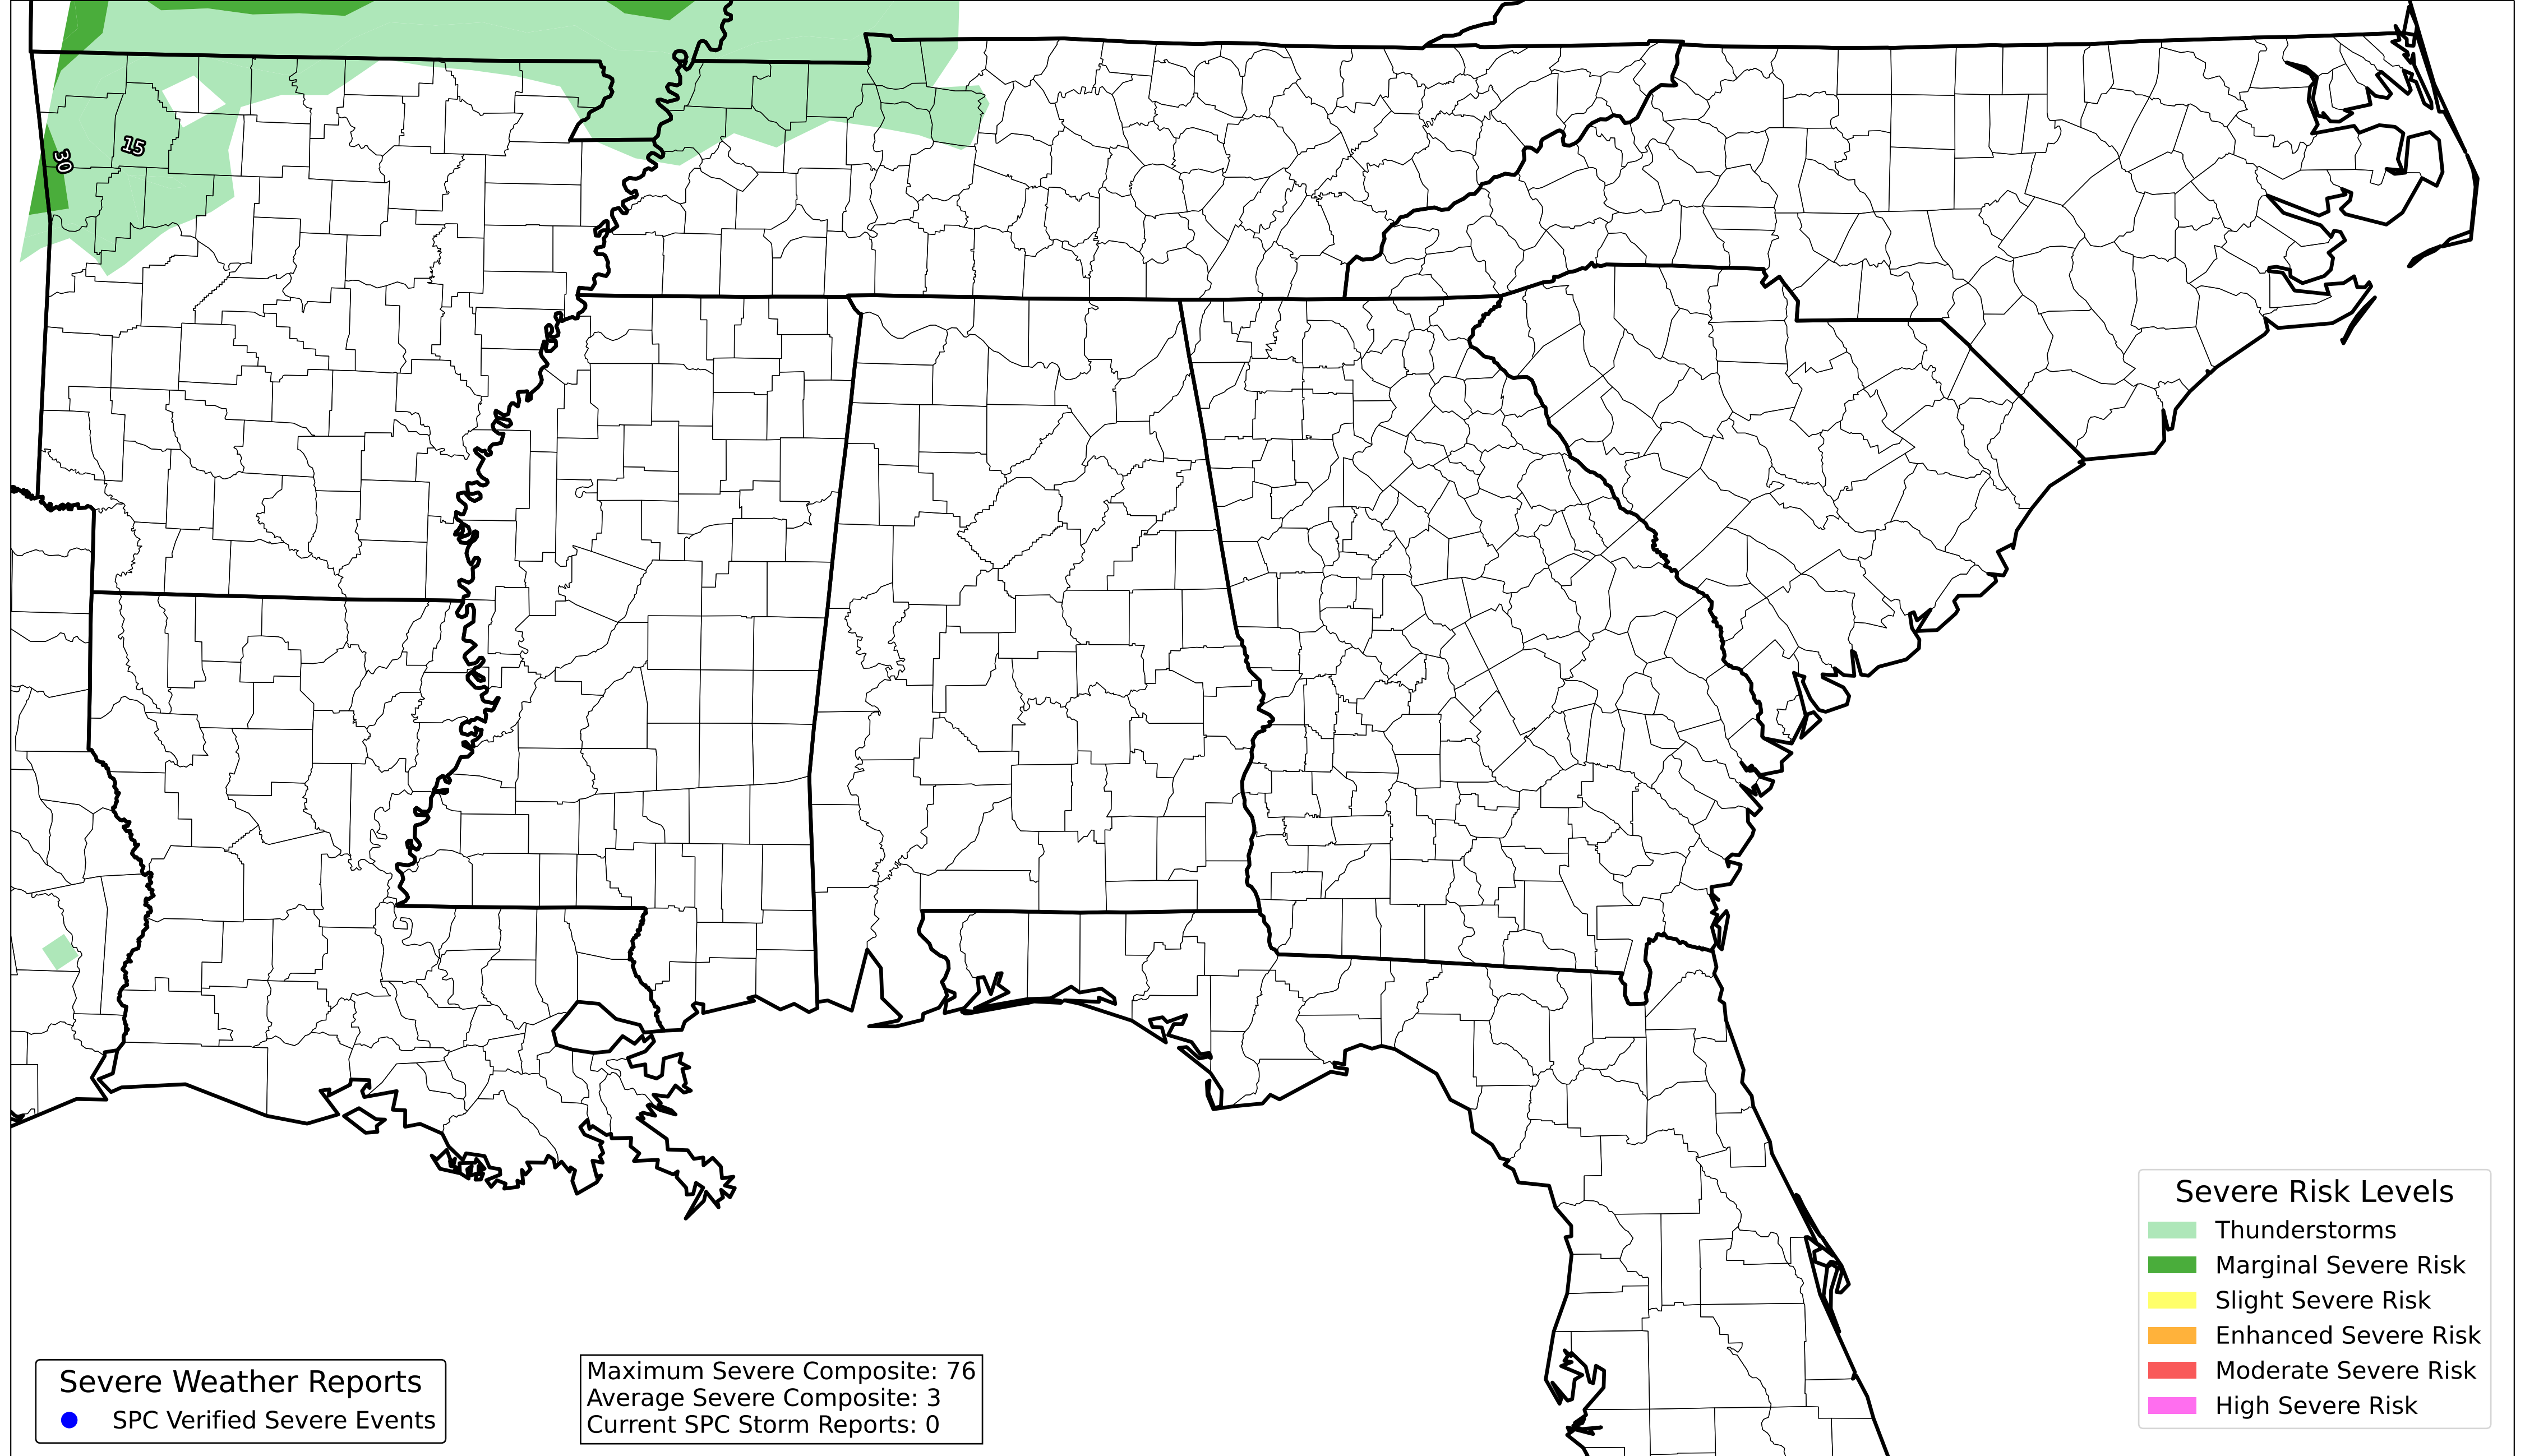 15
30
Severe Risk Levels
Thunderstorms
Marginal Severe Risk
Slight Severe Risk
Enhanced Severe Risk
Moderate Severe Risk
High Severe Risk
Severe Weather Reports
SPC Verified Severe Events
Maximum Severe Composite: 76
Average Severe Composite: 3
Current SPC Storm Reports: 0